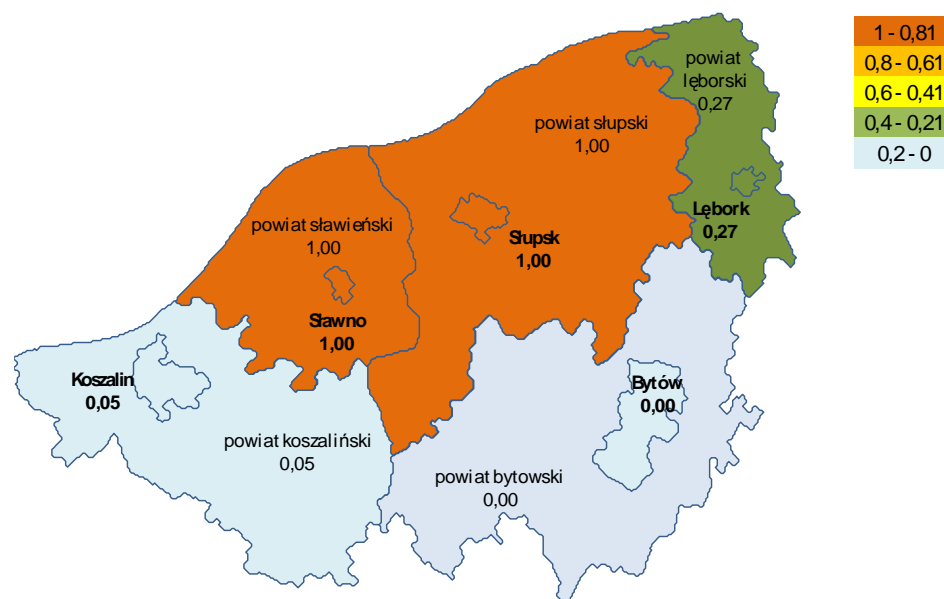 1 - 0,81
0,8 - 0,61
0,6 - 0,41
0,4 - 0,21
0,2 - 0
powiat
lęborski
0,27
powiat słupski
1,00
Lębork
0,27
powiat sławieński
1,00
Słupsk
1,00
Sławno
1,00
Koszalin
0,05
Bytów
0,00
powiat koszaliński
0,05
powiat bytowski
0,00